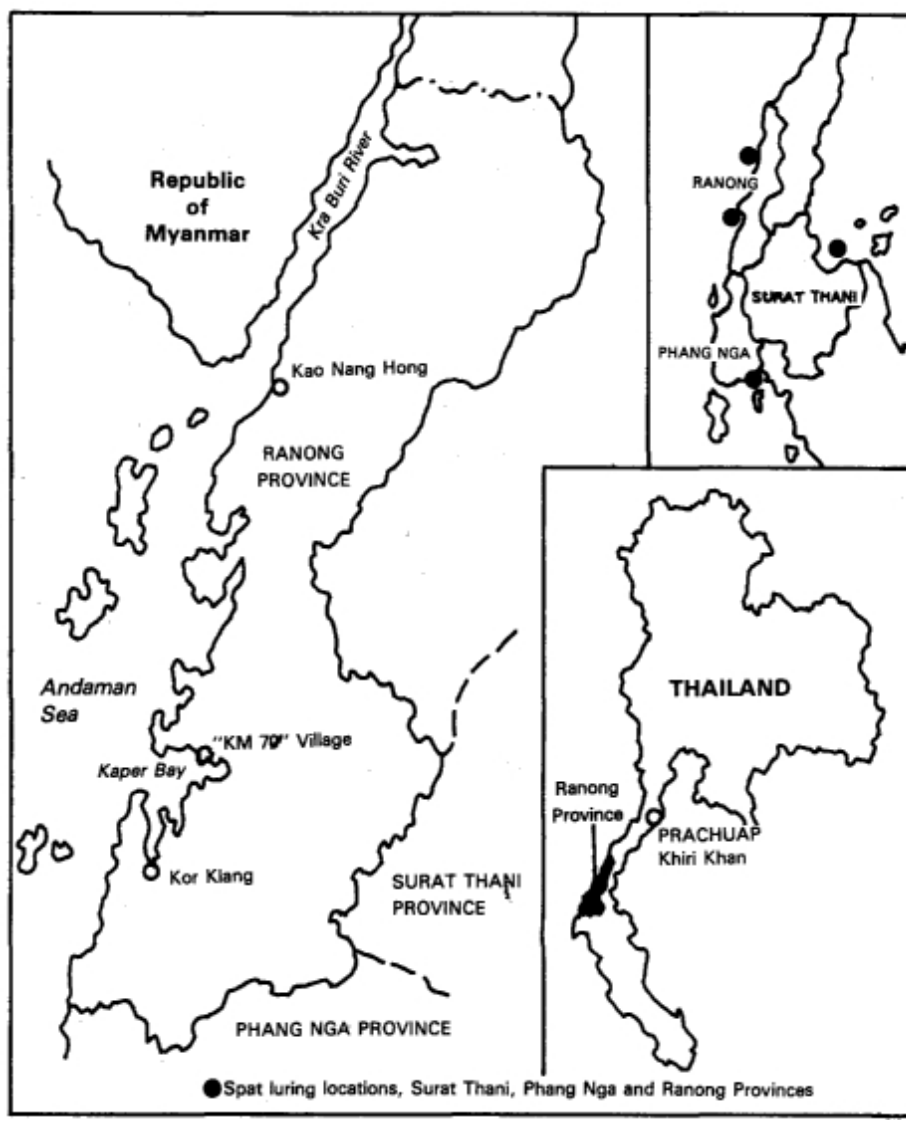 Republic
of
Myanmar
Kra Buri River
Kao Nang Hong
RANONG
PROVINCE
Andaman
Sea
"KM 79" Village
Kaper Bay
Kor Kiang
SURAT THANI
PROVINCE
PHANG NGA PROVINCE
RANONG
SURAT THANI
PHANG NGA
THAILAND
Ranong
Province
PRACHUAP
Khiri Khan
Spat luring locations, Surat Thani, Phang Nga and Ranong Provinces